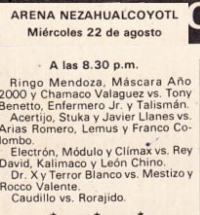 ARENA NEZAHUALCOYOTL
Miércoles 22 de agosto
A las 8.30 p.m.
Ringo Mendoza, Máscara Año
2000 y Chamaco Valaguez vs. Tony
Benetto, Enfermero Jr. y Talismán.
Acertijo, Stuka y Javier Llanes vs.
Arias Romero, Lemus y Franco Co-
lombo.
Electrón, Módulo y Clímax vs. Rey
David, Kalimaco y León Chino.
Dr. X y Terror Blanco vs. Mestizo y
Rocco Valente.
Caudillo vs. Rorajido.